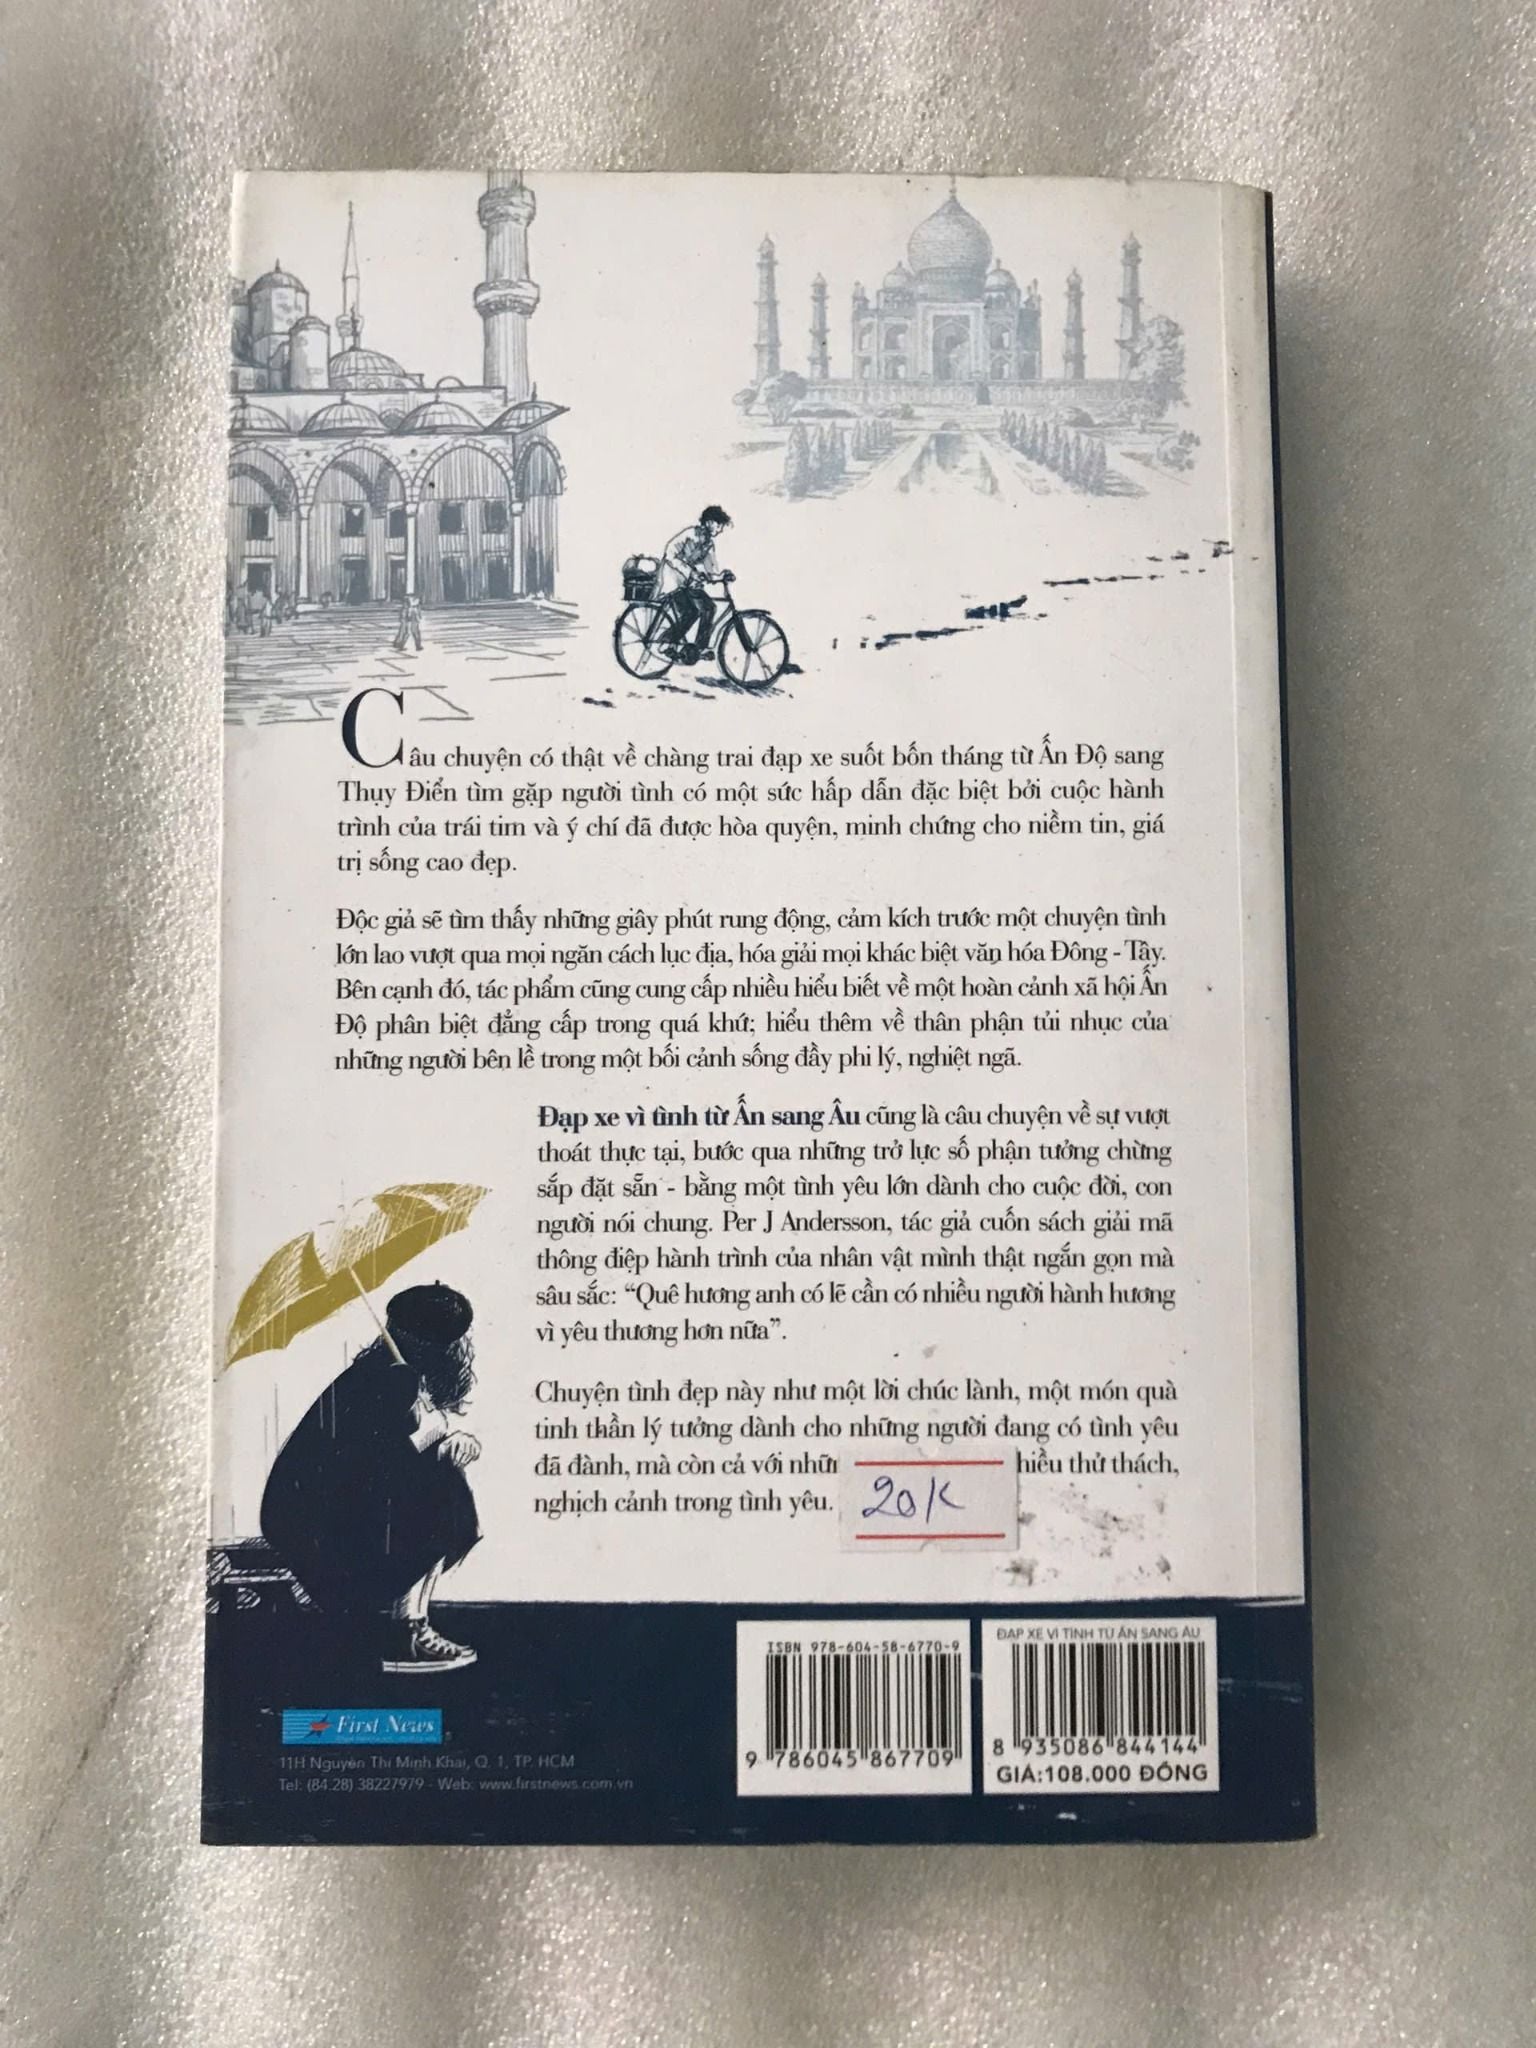 Câu chuyện có thật về chàng trai đạp xe suốt bốn tháng từ Ấn Độ sang
Thụy Điển tìm gặp người tình có một sức hấp dẫn đặc biệt bởi cuộc hành
trình của trái tim và ý chí đã được hòa quyện, minh chứng cho niềm tin, giá
trị sống cao đẹp.
Độc giả sẽ tìm thấy những giây phút rung động, cảm kích trước một chuyện tình
lớn lao vượt qua mọi ngăn cách lục địa, hóa giải mọi khác biệt văn hóa Đông - Tây.
Bên cạnh đó, tác phẩm cũng cung cấp nhiều hiểu biết về một hoàn cảnh xã hội Ấn
Độ phân biệt đẳng cấp trong quá khứ; hiểu thêm về thân phận tủi nhục của
những người bên lề trong một bối cảnh sống đầy phi lý, nghiệt ngã.
Đạp xe vì tình từ Ấn sang Âu cũng là câu chuyện về sự vượt
thoát thực tại, bước qua những trở lực số phận tưởng chừng
sắp đặt sẵn - bằng một tình yêu lớn dành cho cuộc đời, con
người nói chung. Per J Andersson, tác giả cuốn sách giải mã
thông điệp hành trình của nhân vật mình thật ngắn gọn mà
sâu sắc: “Quê hương anh có lẽ cần có nhiều người hành hương
vì yêu thương hơn nữa”.
Chuyện tình đẹp này như một lời chúc lành, một món quà
tinh thần lý tưởng dành cho những người đang có tình yêu
đã đành, mà còn cả với nhữ hiều thử thách,
nghịch cảnh trong tình yêu.
20K
ISBN 978-604-58-6770-9
9 786045 867709
ĐẠP XE VÌ TÌNH TỪ ẤN SANG ÂU
8 935086 844144
GIÁ:108.000 ĐỒNG
First News
11H Nguyễn Thị Minh Khai, Q. 1, TP. HCM
Tel: (84.28) 38227979 - Web: www.firstnews.com.vn